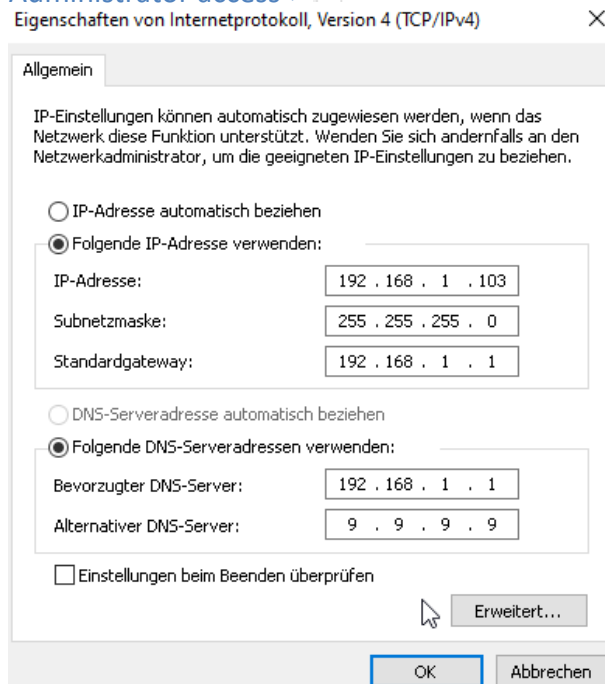 Administrator access
Eigenschaften von Internetprotokoll, Version 4 (TCP/IPv4)
Allgemein
IP-Einstellungen können automatisch zugewiesen werden, wenn das
Netzwerk diese Funktion unterstützt. Wenden Sie sich andernfalls an den
Netzwerkadministrator, um die geeigneten IP-Einstellungen zu beziehen.
IP-Adresse automatisch beziehen
Folgende IP-Adresse verwenden:
IP-Adresse: 192 . 168 . 1 . 103
Subnetzmaske: 255 . 255 . 255 . 0
Standardgateway: 192 . 168 . 1 . 1
DNS-Serveradresse automatisch beziehen
Folgende DNS-Serveradressen verwenden:
Bevorzugter DNS-Server: 192 . 168 . 1 . 1
Alternativer DNS-Server: 9 . 9 . 9 . 9
Einstellungen beim Beenden überprüfen
Erweitert...
OK Abbrechen